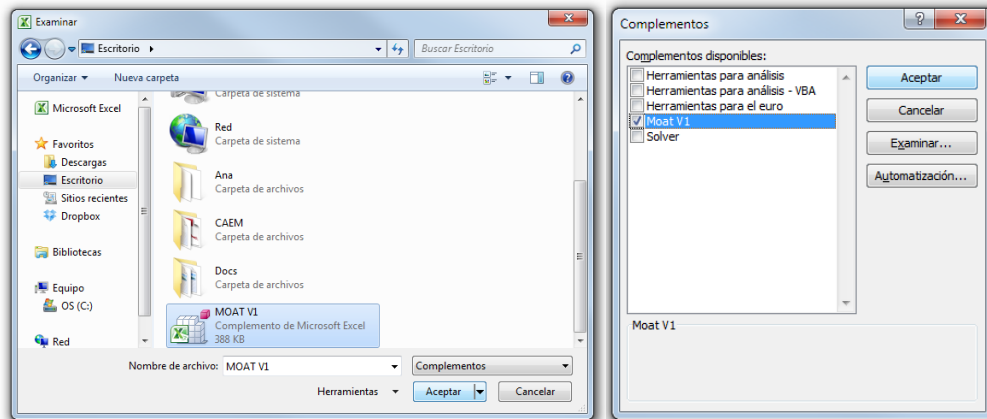 Examinar
Escritorio
Buscar Escritorio
Organizar
Nueva carpeta
Microsoft Excel
Favoritos
Descargas
Escritorio
Sitios recientes
Dropbox
Bibliotecas
Equipo
OS (C:)
Red
Carpeta de sistema
Red
Carpeta de sistema
Ana
Carpeta de archivos
CAEM
Carpeta de archivos
Docs
Carpeta de archivos
MOAT V1
Complemento de Microsoft Excel
388 KB
Nombre de archivo: MOAT V1
Complementos
Herramientas
Aceptar
Cancelar
Complementos
Complementos disponibles:
Herramientas para análisis
Herramientas para análisis - VBA
Herramientas para el euro
Moat V1
Solver
Aceptar
Cancelar
Examinar...
Automatización...
Moat V1